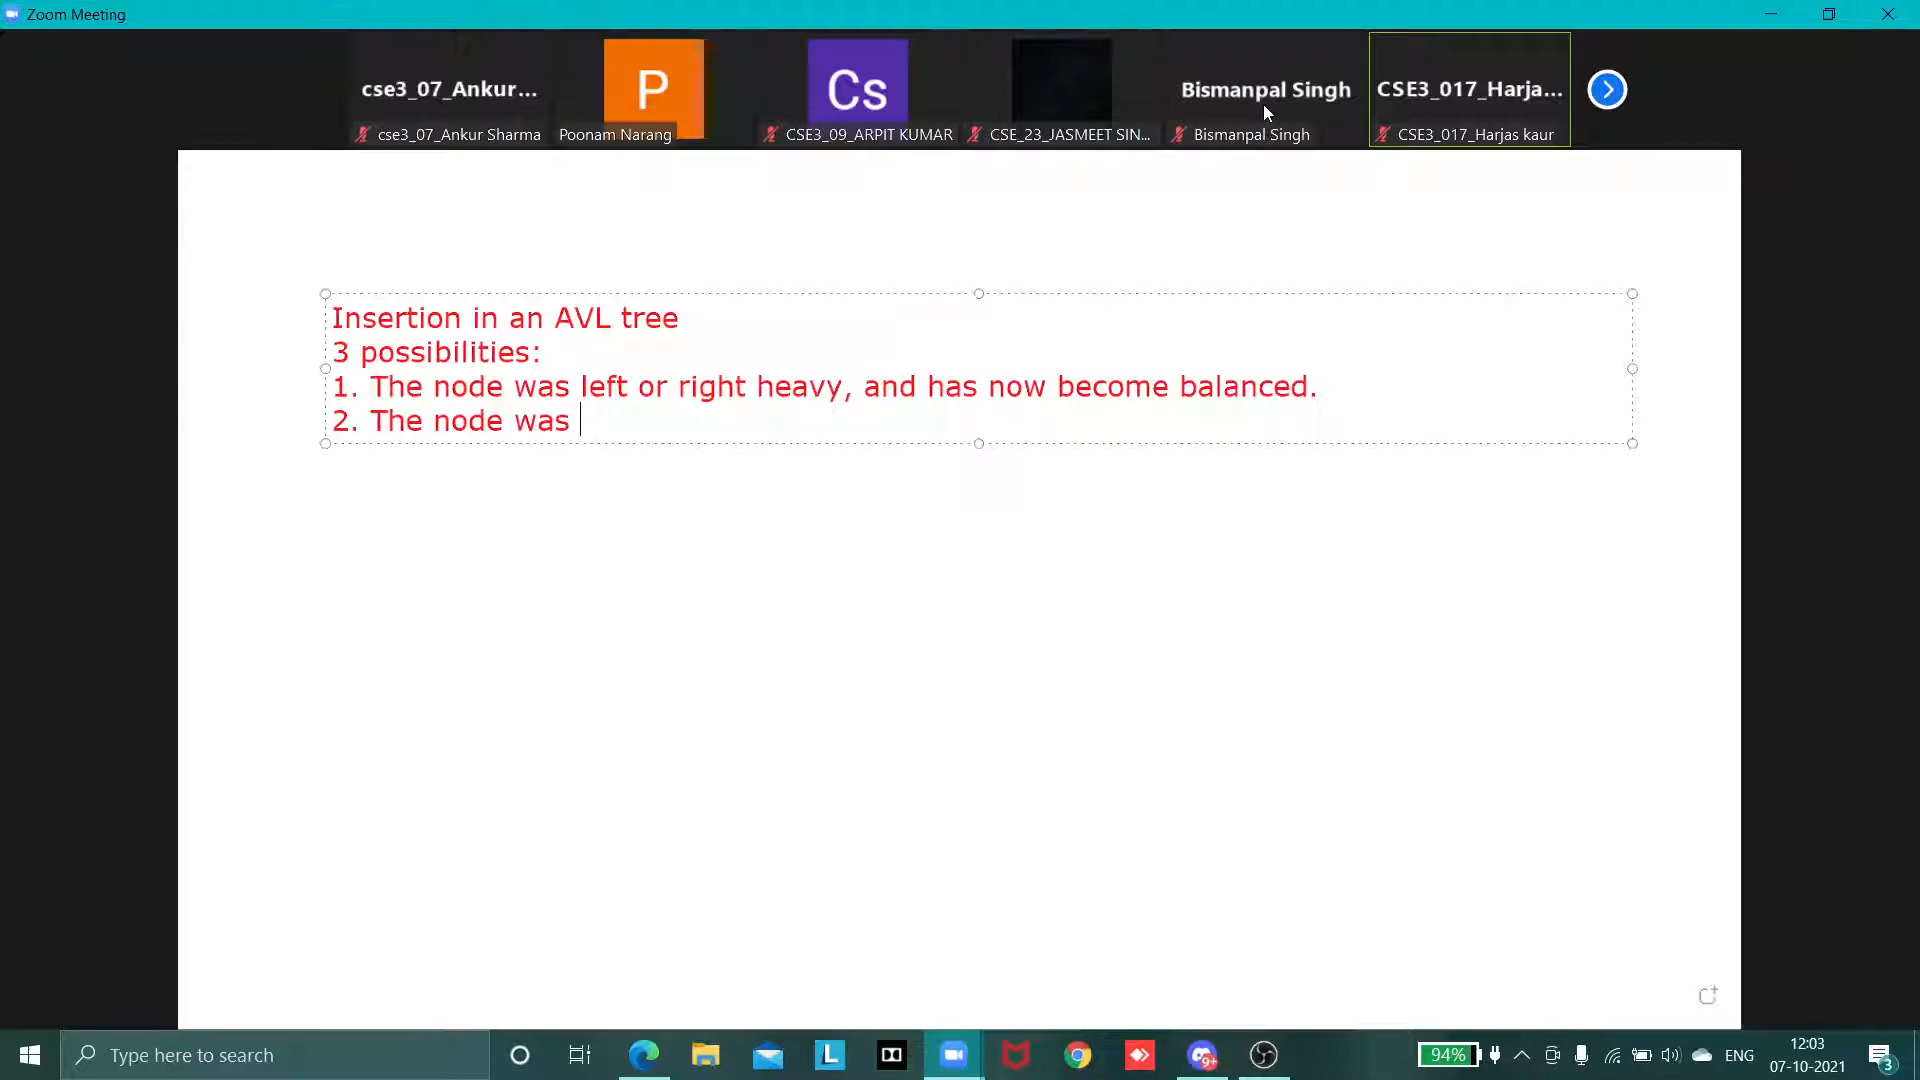 Zoom Meeting
cse3_07_Ankur...
P
Cs
Bismanpal Singh
CSE3_017_Harja...
cse3_07_Ankur Sharma
Poonam Narang
CSE3_09_ARPIT KUMAR
CSE_23_JASMEET SIN...
Bismanpal Singh
CSE3_017_Harjas kaur
Insertion in an AVL tree
3 possibilities:
1. The node was left or right heavy, and has now become balanced.
2. The node was
Type here to search
L
9+
94%
ENG
12:03
07-10-2021
3